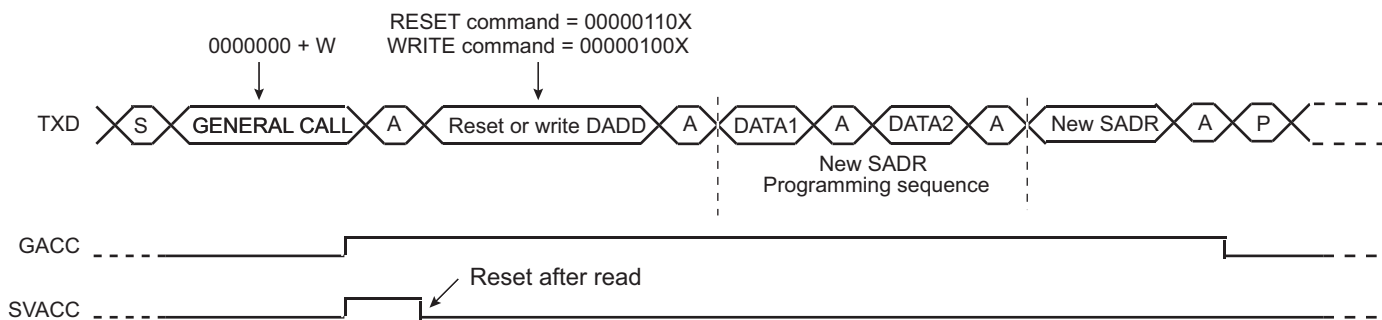 RESET command = 00000110X
0000000 + W WRITE command = 00000100X
TXD S GENERAL CALL A Reset or write DADD A DATA1 A DATA2 A New SADR A P
New SADR
Programming sequence
GACC
Reset after read
SVACC